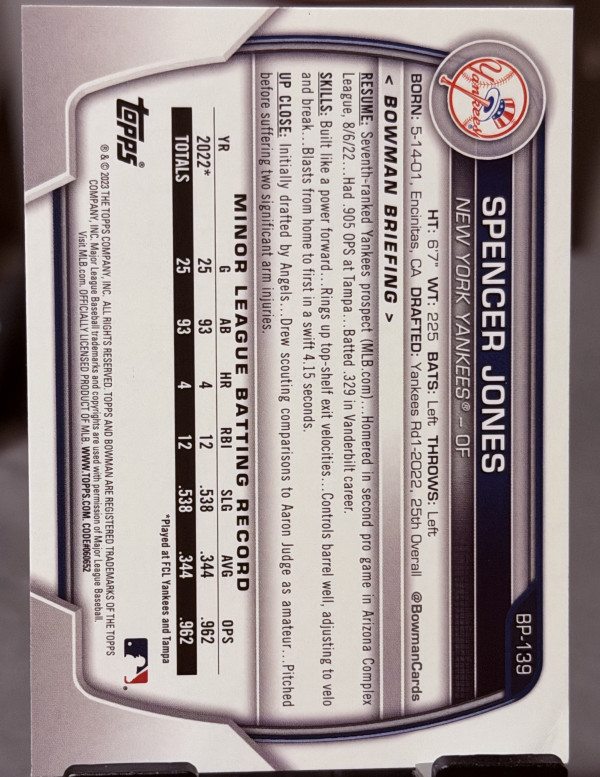 BP-139
Yankees
SPENCER JONES
NEW YORK YANKEES® – OF
HT: 6'7" WT: 225 BATS: Left THROWS: Left
BORN: 5-14-01, Encinitas, CA DRAFTED: Yankees Rd1-2022, 25th Overall @BowmanCards
< BOWMAN BRIEFING >
RESUME: Seventh-ranked Yankees prospect (MLB.com)...Homered in second pro game in Arizona Complex
League, 8/6/22...Had .905 OPS at Tampa...Batted .329 in Vanderbilt career.
SKILLS: Built like a power forward...Rings up top-shelf exit velocities...Controls barrel well, adjusting to velo
and break...Blasts from home to first in a swift 4.15 seconds.
UP CLOSE: Initially drafted by Angels...Drew scouting comparisons to Aaron Judge as amateur...Pitched
before suffering two significant arm injuries.
MINOR LEAGUE BATTING RECORD
YR G AB HR RBI SLG AVG OPS
2022* 25 93 4 12 .538 .344 .962
TOTALS 25 93 4 12 .538 .344 .962
*Played at FCL Yankees and Tampa
Topps®
® & © 2023 THE TOPPS COMPANY, INC. ALL RIGHTS RESERVED. TOPPS AND BOWMAN ARE REGISTERED TRADEMARKS OF THE TOPPS
COMPANY, INC. Major League Baseball trademarks and copyrights are used with permission of Major League Baseball.
Visit MLB.com. OFFICIALLY LICENSED PRODUCT OF MLB. WWW.TOPPS.COM. CODE#060652